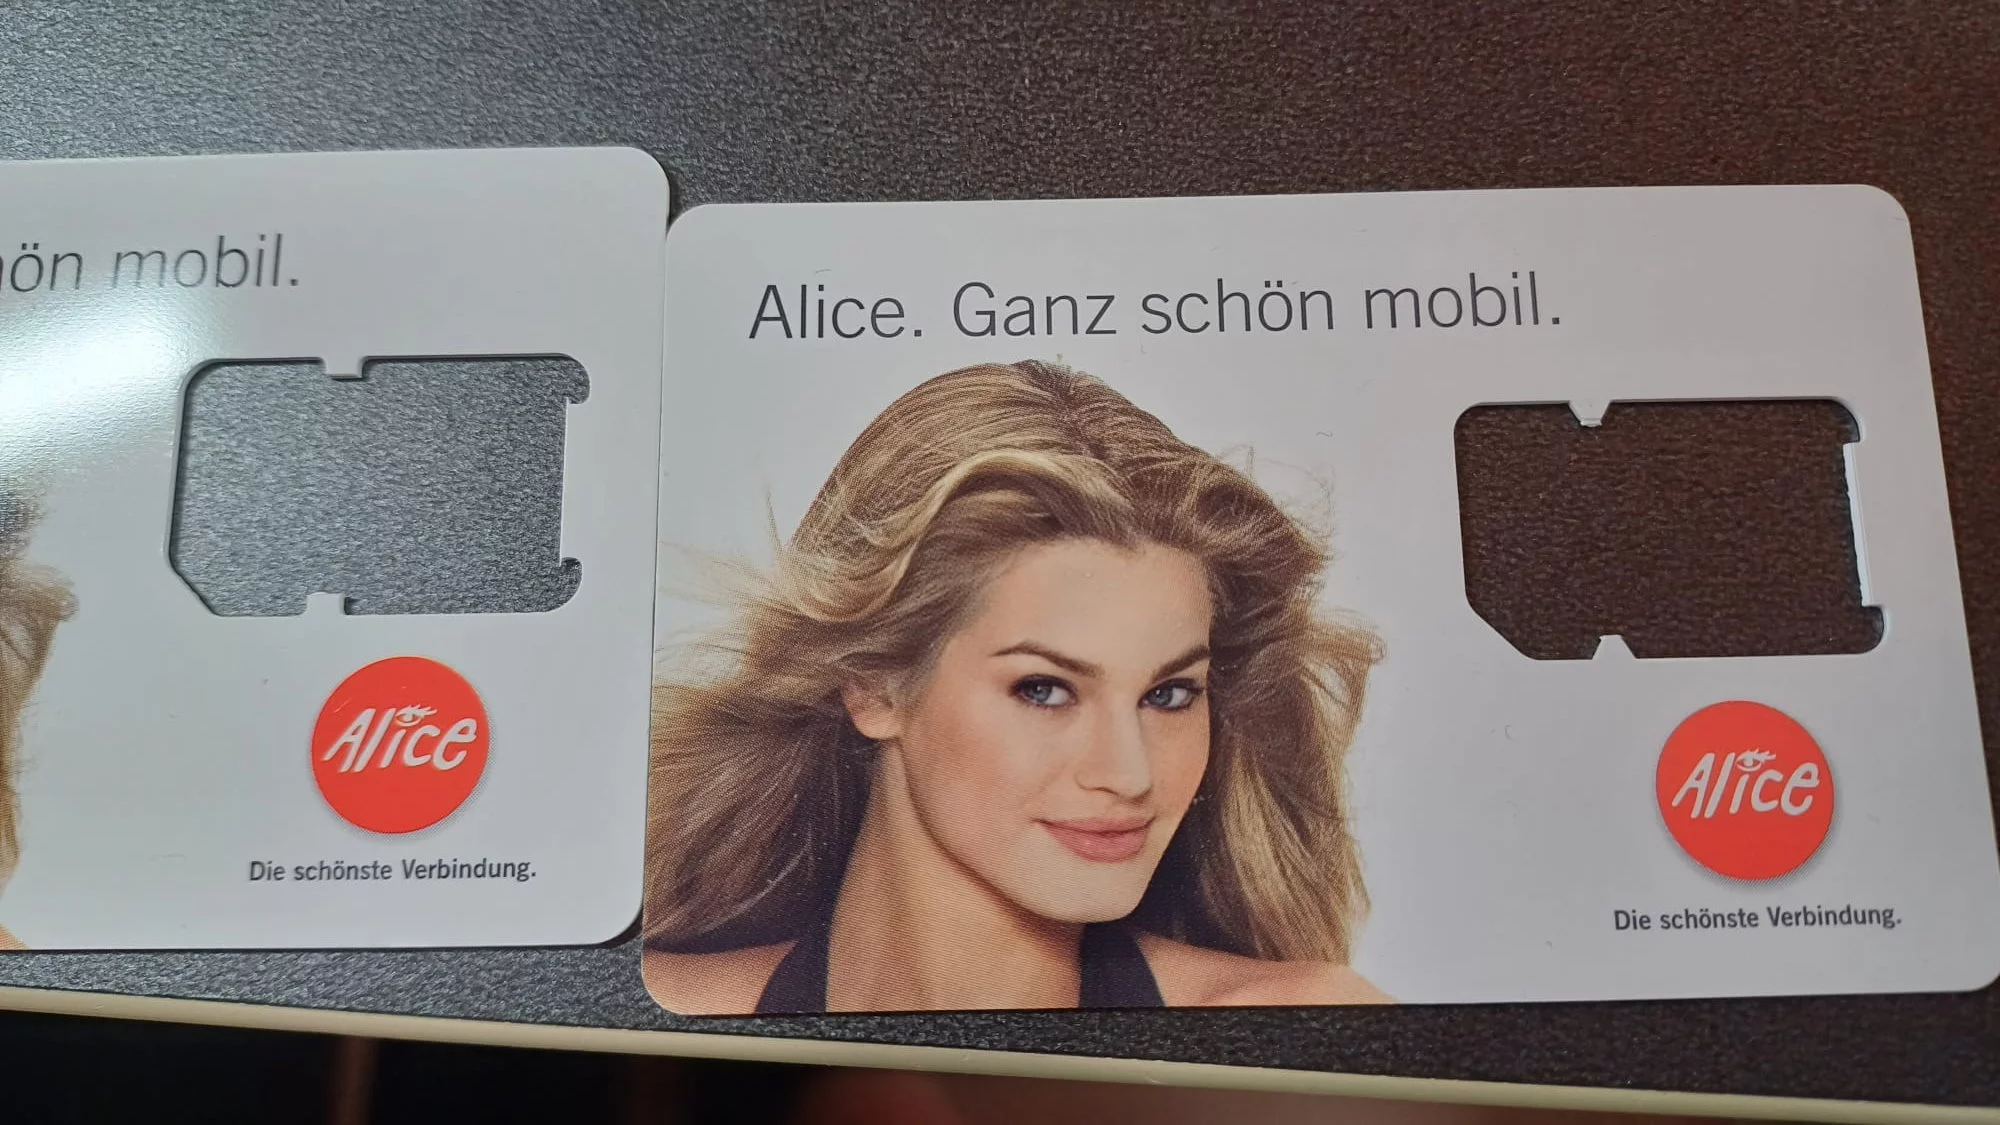 ön mobil.
Alice
Die schönste Verbindung.
Alice. Ganz schön mobil.
Alice
Die schönste Verbindung.